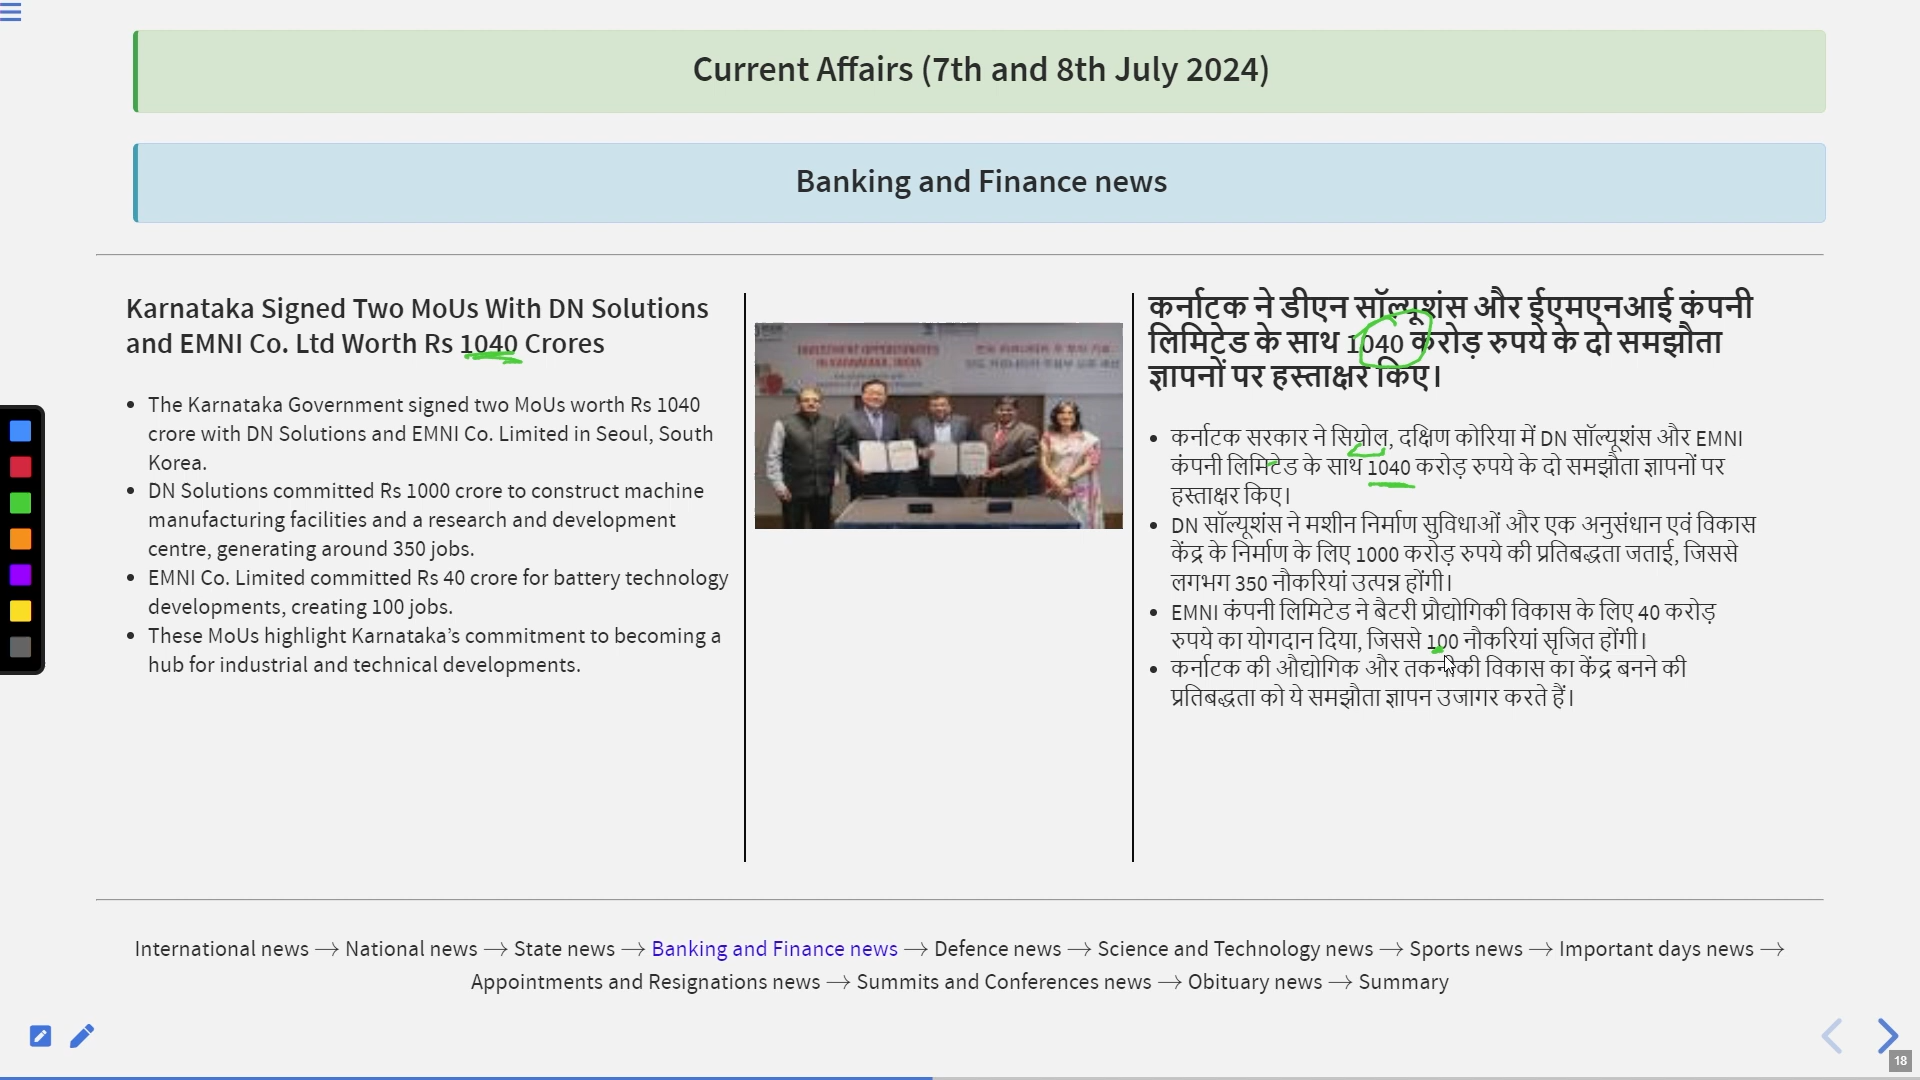 Current Affairs (7th and 8th July 2024)
Banking and Finance news
Karnataka Signed Two MoUs With DN Solutions
and EMNI Co. Ltd Worth Rs 1040 Crores
The Karnataka Government signed two MoUs worth Rs 1040
crore with DN Solutions and EMNI Co. Limited in Seoul, South
Korea.
DN Solutions committed Rs 1000 crore to construct machine
manufacturing facilities and a research and development
centre, generating around 350 jobs.
EMNI Co. Limited committed Rs 40 crore for battery technology
developments, creating 100 jobs.
These MoUs highlight Karnataka’s commitment to becoming a
hub for industrial and technical developments.
INVESTMENT OPPORTUNITIES
IN KARNATAKA, INDIA
कर्नाटक ने डीएन सॉल्यूशंस और ईएमएनआई कंपनी
लिमिटेड के साथ 1040 करोड़ रुपये के दो समझौता
ज्ञापनों पर हस्ताक्षर किए।
कर्नाटक सरकार ने सियोल, दक्षिण कोरिया में DN सॉल्यूशंस और EMNI
कंपनी लिमिटेड के साथ 1040 करोड़ रुपये के दो समझौता ज्ञापनों पर
हस्ताक्षर किए।
DN सॉल्यूशंस ने मशीन निर्माण सुविधाओं और एक अनुसंधान एवं विकास
केंद्र के निर्माण के लिए 1000 करोड़ रुपये की प्रतिबद्धता जताई, जिससे
लगभग 350 नौकरियां उत्पन्न होंगी।
EMNI कंपनी लिमिटेड ने बैटरी प्रौद्योगिकी विकास के लिए 40 करोड़
रुपये का योगदान दिया, जिससे 100 नौकरियां सृजित होंगी।
कर्नाटक की औद्योगिक और तकनीकी विकास का केंद्र बनने की
प्रतिबद्धता को ये समझौता ज्ञापन उजागर करते हैं।
International news → National news → State news → Banking and Finance news → Defence news → Science and Technology news → Sports news → Important days news →
Appointments and Resignations news → Summits and Conferences news → Obituary news → Summary
18